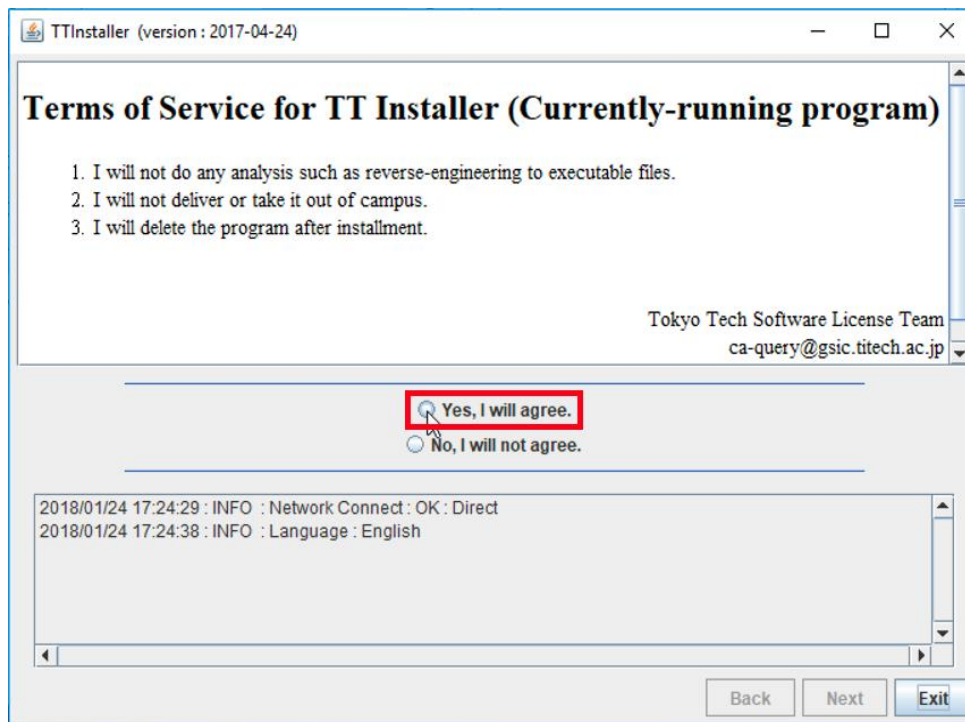 TTInstaller (version : 2017-04-24)
Terms of Service for TT Installer (Currently-running program)
1. I will not do any analysis such as reverse-engineering to executable files.
2. I will not deliver or take it out of campus.
3. I will delete the program after installment.
Tokyo Tech Software License Team
ca-query@gsic.titech.ac.jp
Yes, I will agree.
No, I will not agree.
2018/01/24 17:24:29 : INFO : Network Connect : OK : Direct
2018/01/24 17:24:38 : INFO : Language : English
Back Next Exit